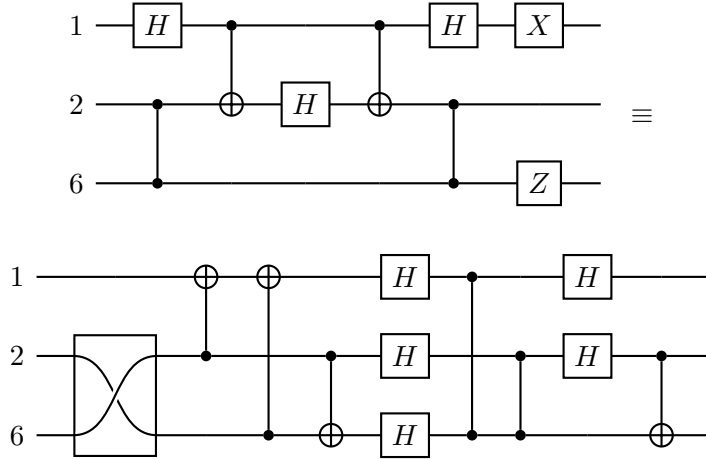 1 H H X
2 H ≡
6 Z
1 H H
2 H H
6 H